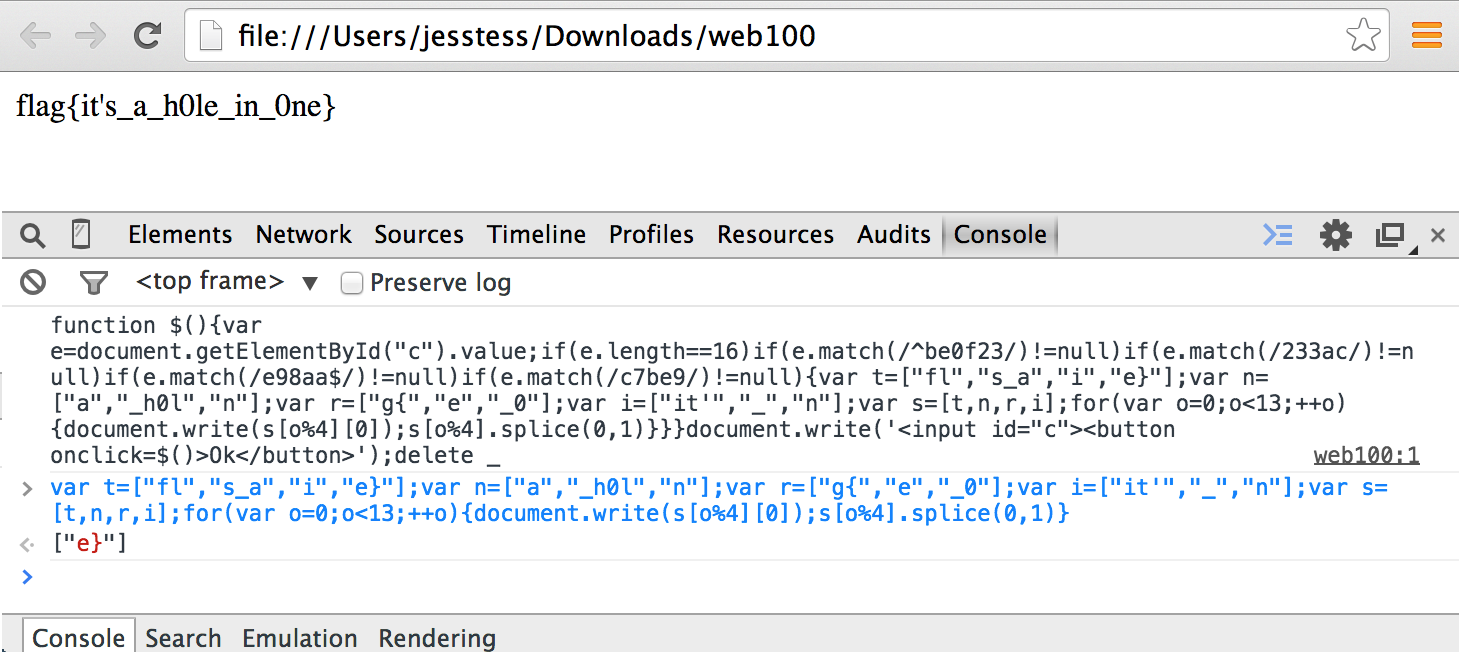 file:///Users/jesstess/Downloads/web100
flag{it's_a_h0le_in_0ne}
Elements Network Sources Timeline Profiles Resources Audits Console
<top frame> ▼ Preserve log
function $(){var
e=document.getElementById("c").value;if(e.length==16)if(e.match(/^be0f23/)!=null)if(e.match(/233ac/)!=n
ull)if(e.match(/e98aa$/)!=null)if(e.match(/c7be9/)!=null){var t=["fl","s_a","i","e}"];var n=
["a","_h0l","n"];var r=["g{","e","_0"];var i=["it'","_","n"];var s=[t,n,r,i];for(var o=0;o<13;++o)
{document.write(s[o%4][0]);s[o%4].splice(0,1)}}}document.write('<input id="c"><button
onclick=$()>Ok</button>');delete _ web100:1
> var t=["fl","s_a","i","e}"];var n=["a","_h0l","n"];var r=["g{","e","_0"];var i=["it'","_","n"];var s=
[t,n,r,i];for(var o=0;o<13;++o){document.write(s[o%4][0]);s[o%4].splice(0,1)}
["e}"]
>
Console Search Emulation Rendering